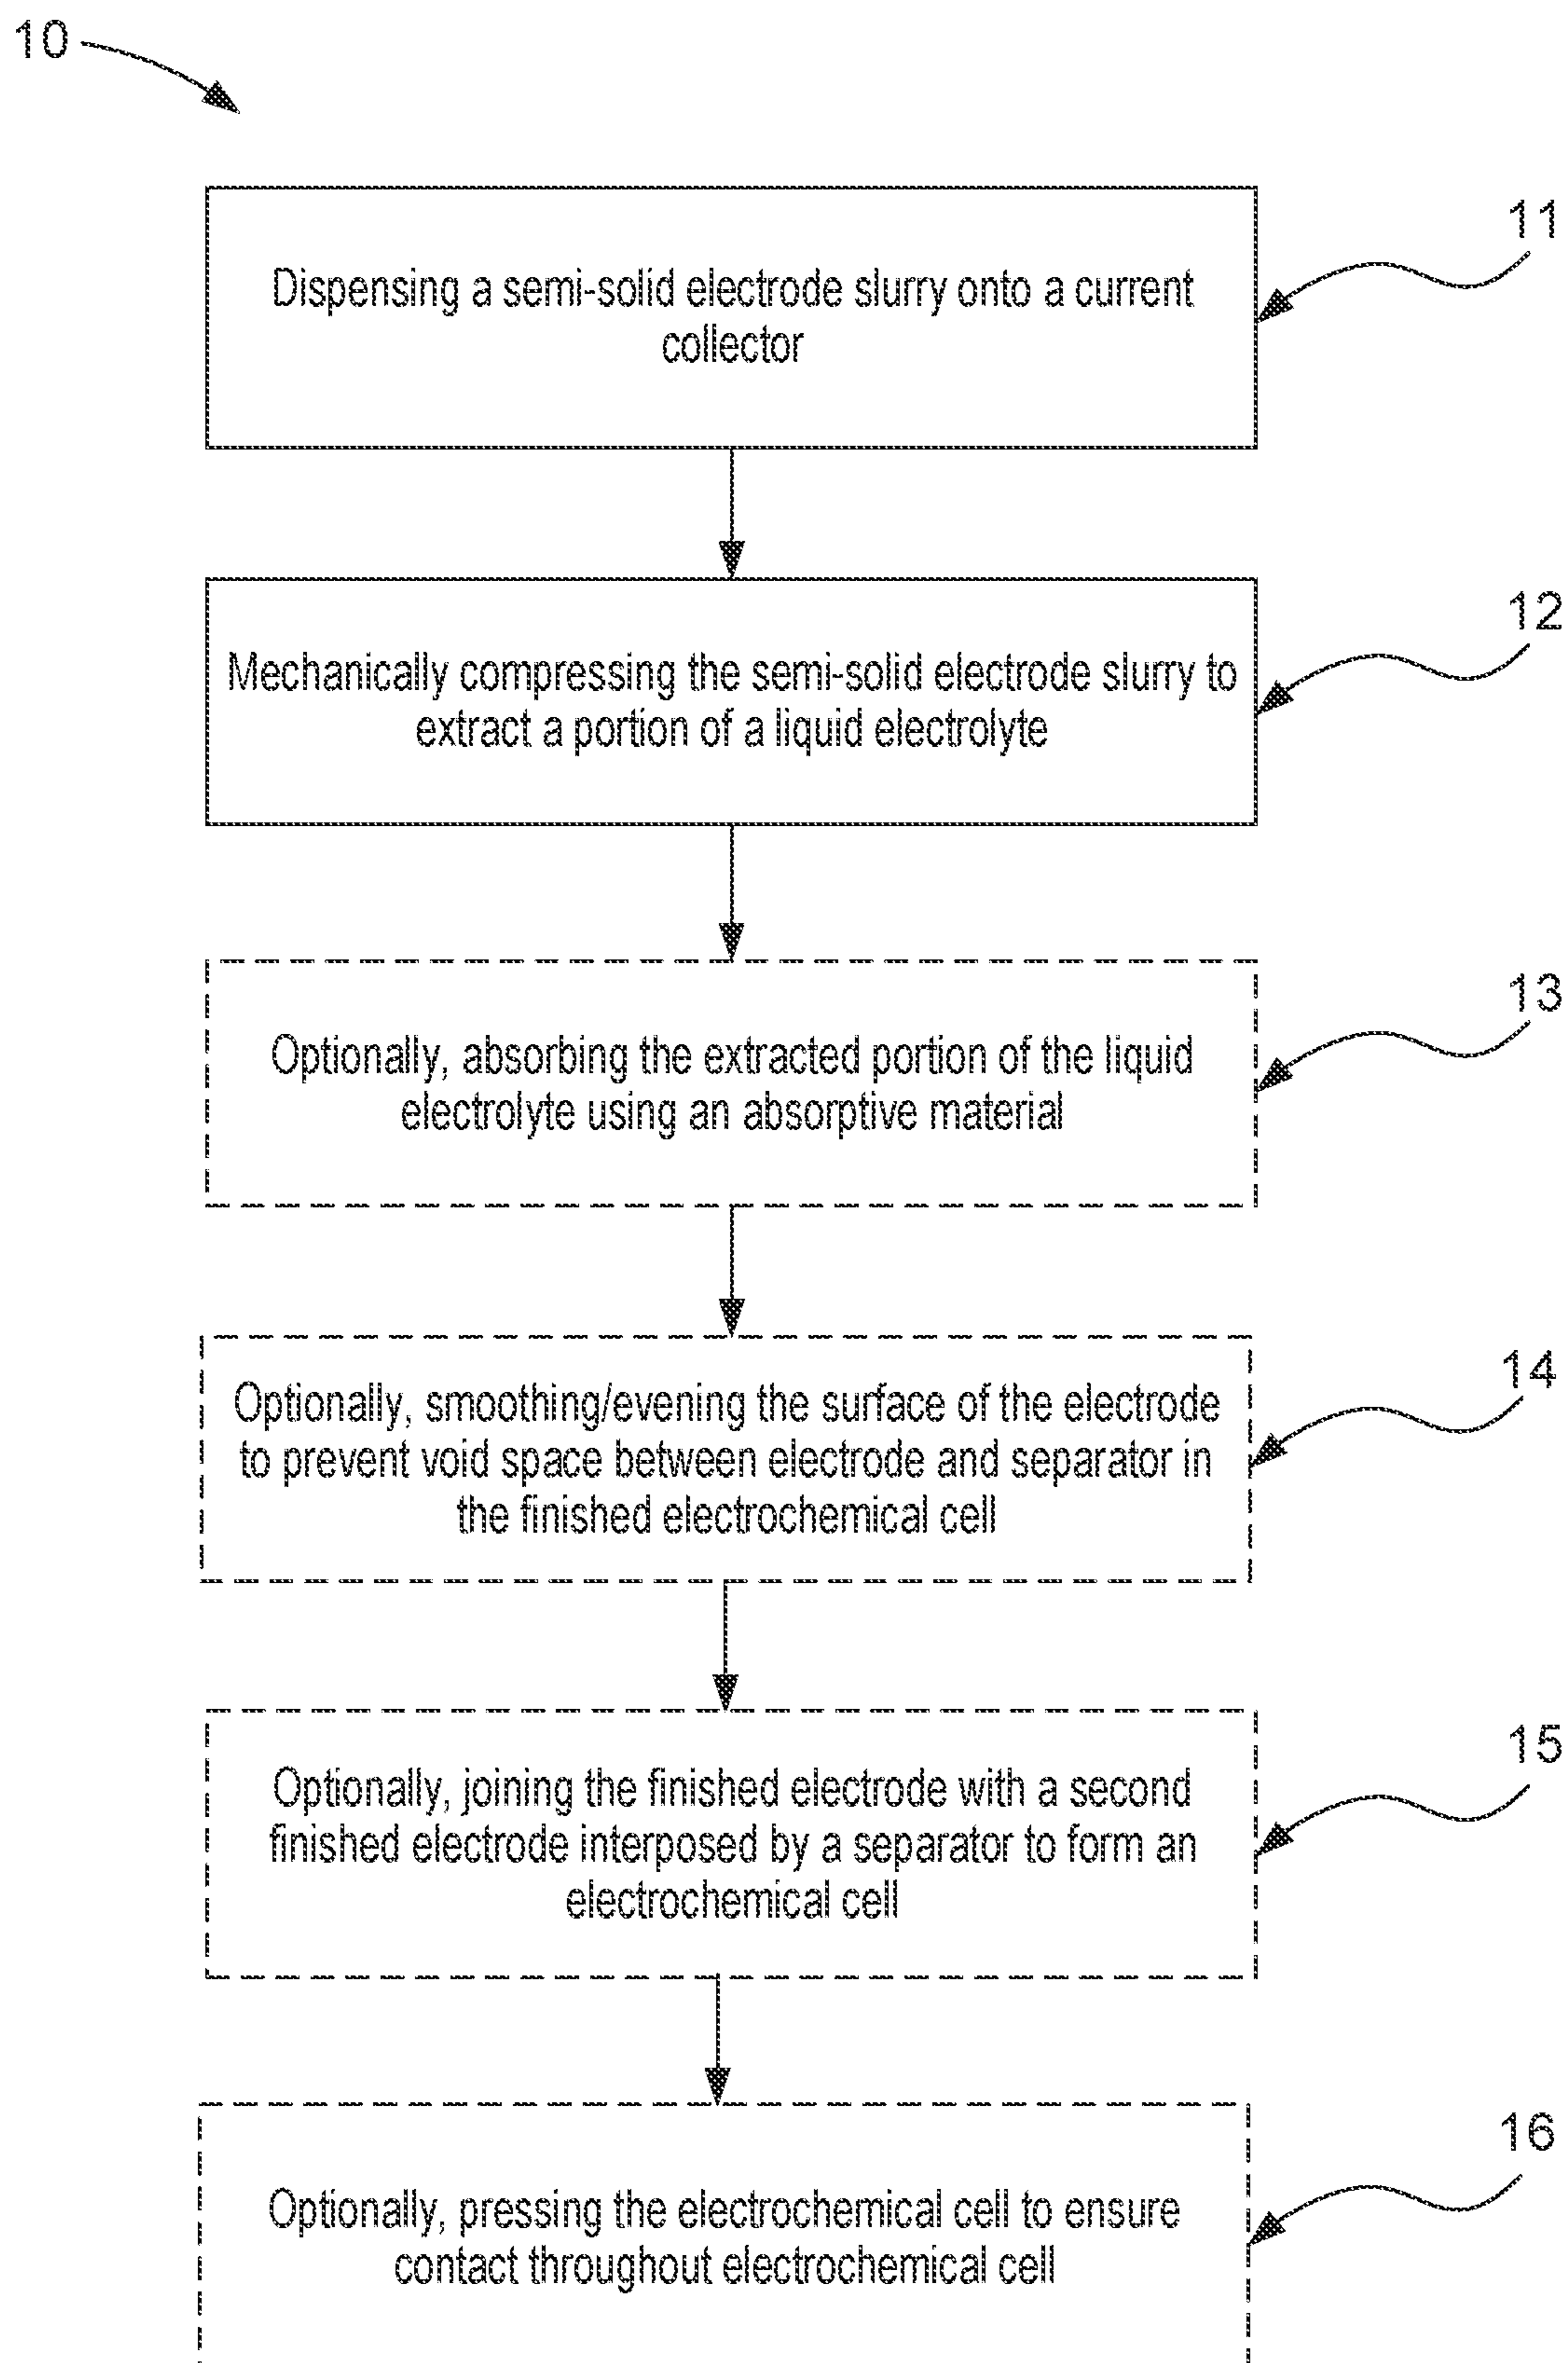 10
11
Dispensing a semi-solid electrode slurry onto a current
collector
12
Mechanically compressing the semi-solid electrode slurry to
extract a portion of a liquid electrolyte
13
Optionally, absorbing the extracted portion of the liquid
electrolyte using an absorptive material
14
Optionally, smoothing/evening the surface of the electrode
to prevent void space between electrode and separator in
the finished electrochemical cell
15
Optionally, joining the finished electrode with a second
finished electrode interposed by a separator to form an
electrochemical cell
16
Optionally, pressing the electrochemical cell to ensure
contact throughout electrochemical cell